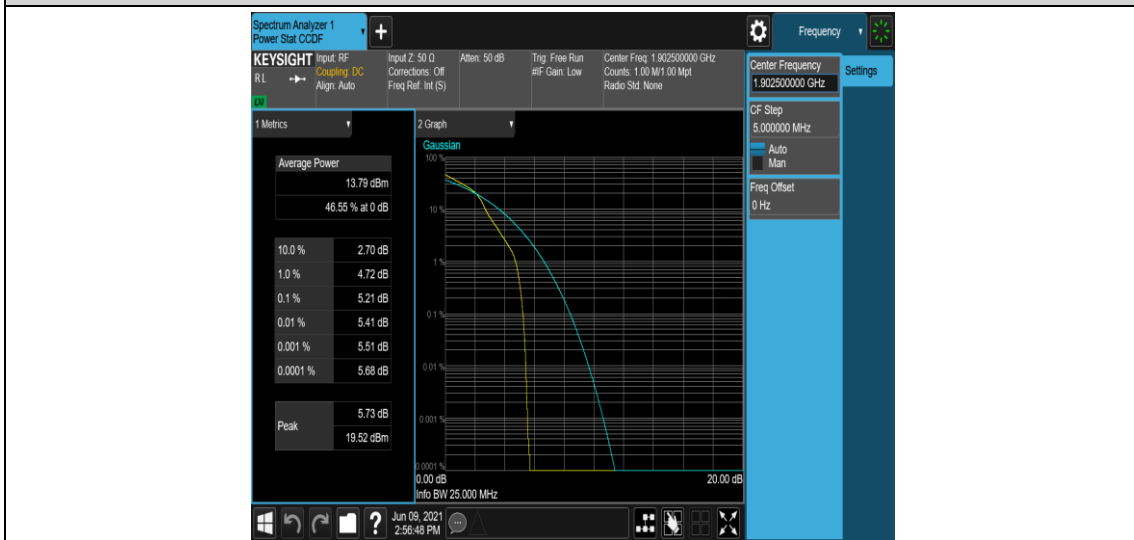 Spectrum Analyzer 1
Power Stat CCDF
+
Frequency
KEYSIGHT
RL
LXI
Input: RF
Coupling: DC
Align: Auto
Input Z: 50 Ω
Corrections: Off
Freq Ref: Int (S)
Atten: 50 dB
Trig: Free Run
#IF Gain: Low
Center Freq: 1.902500000 GHz
Counts: 1.00 M/1.00 Mpt
Radio Std: None
Center Frequency
1.902500000 GHz
Settings
CF Step
5.000000 MHz
Auto
Man
Freq Offset
0 Hz
1 Metrics
Average Power
13.79 dBm
46.55 % at 0 dB
10.0 % 2.70 dB
1.0 % 4.72 dB
0.1 % 5.21 dB
0.01 % 5.41 dB
0.001 % 5.51 dB
0.0001 % 5.68 dB
Peak
5.73 dB
19.52 dBm
2 Graph
Gaussian
100 %
10 %
1 %
0.1 %
0.01 %
0.001 %
0.0001 %
0.00 dB 20.00 dB
Info BW 25.000 MHz
?
Jun 09, 2021
2:56:48 PM